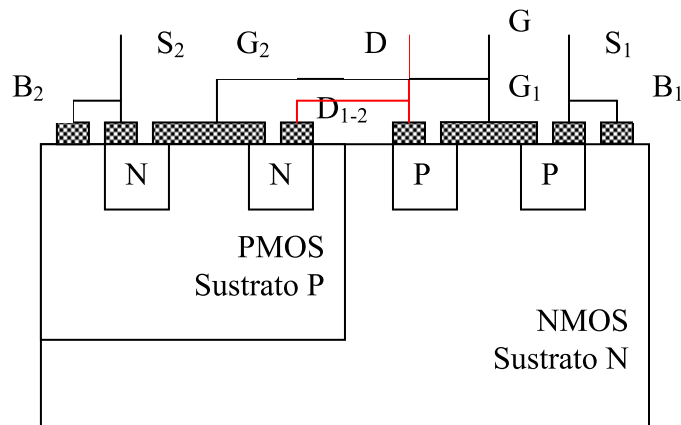 S₂ G₂ D G S₁
B₂ D₁₋₂ G₁ B₁
N N P P
PMOS
Sustrato P
NMOS
Sustrato N